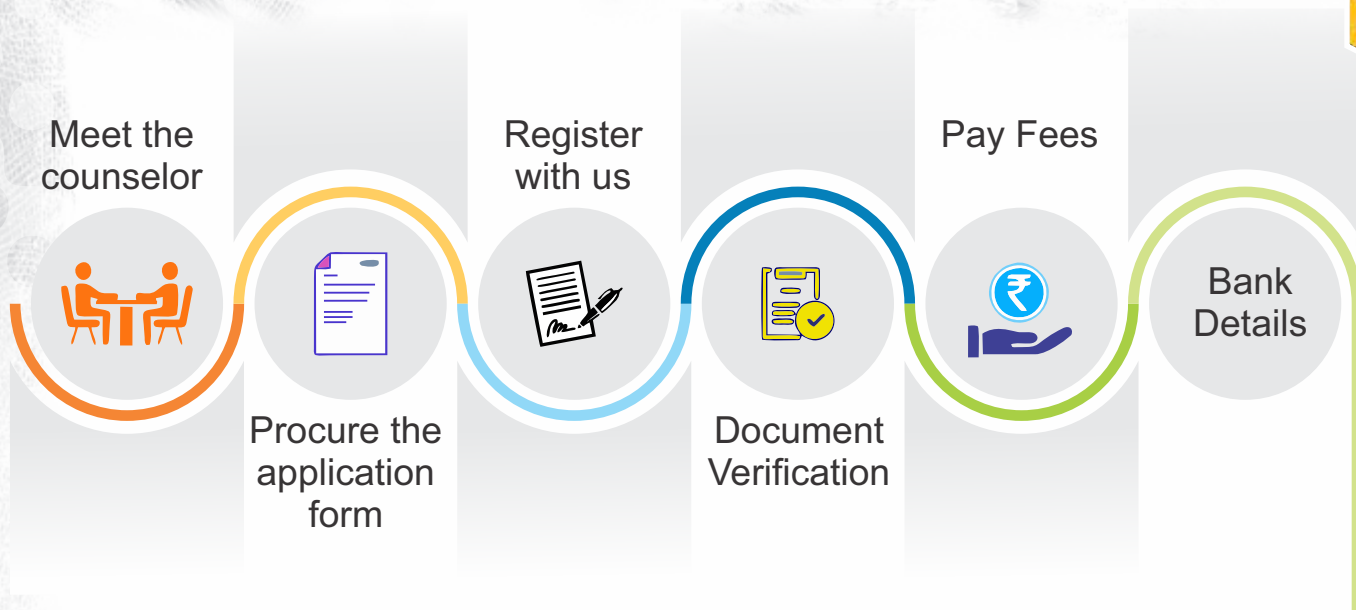 Meet the
counselor
Procure the
application
form
Register
with us
Document
Verification
Pay Fees
₹
Bank
Details